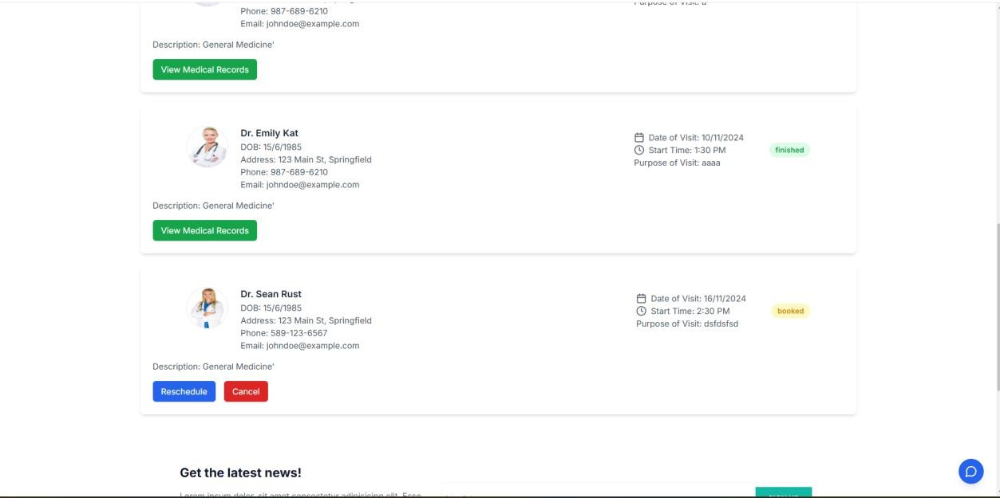 Phone: 987-689-6210
Email: johndoe@example.com
Purpose of Visit: a
Description: General Medicine'
View Medical Records
Dr. Emily Kat
DOB: 15/6/1985
Address: 123 Main St, Springfield
Phone: 987-689-6210
Email: johndoe@example.com
Date of Visit: 10/11/2024
Start Time: 1:30 PM
Purpose of Visit: aaaa
finished
Description: General Medicine'
View Medical Records
Dr. Sean Rust
DOB: 15/6/1985
Address: 123 Main St, Springfield
Phone: 589-123-6567
Email: johndoe@example.com
Date of Visit: 16/11/2024
Start Time: 2:30 PM
Purpose of Visit: dsfdsfsd
booked
Description: General Medicine'
Reschedule
Cancel
Get the latest news!
Lorem ipsum dolor, sit amet consectetur adipisicing elit. Esse